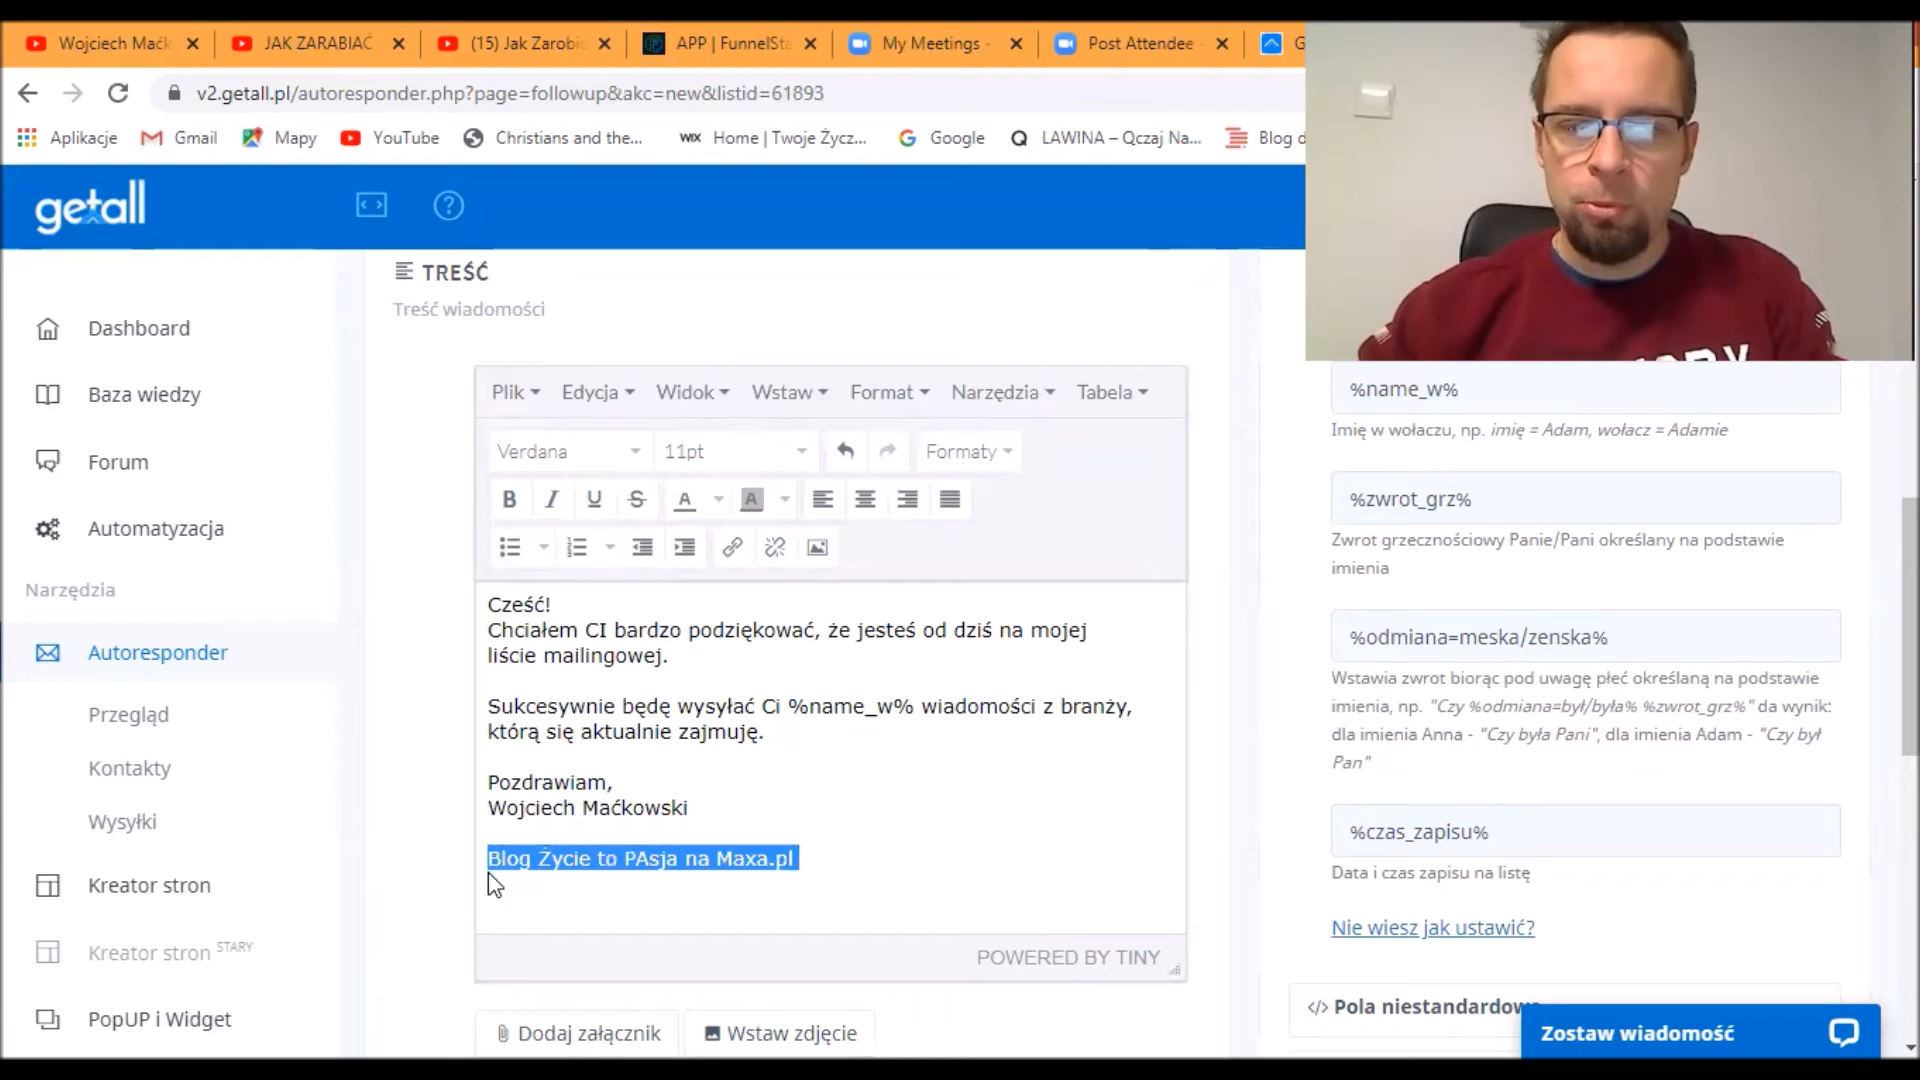 Wojciech Maćk
JAK ZARABIAĆ
(15) Jak Zarobi
APP | FunnelSta
My Meetings -
Post Attendee
G
v2.getall.pl/autoresponder.php?page=followup&akc=new&listid=61893
Aplikacje
Gmail
Mapy
YouTube
Christians and the...
WIX Home | Twoje Życz...
Google
LAWINA – Qczaj Na...
Blog d
getall
TREŚĆ
Treść wiadomości
Dashboard
Baza wiedzy
Forum
Automatyzacja
Narzędzia
Autoresponder
Przegląd
Kontakty
Wysyłki
Kreator stron
Kreator stron STARY
PopUP i Widget
Plik Edycja Widok Wstaw Format Narzędzia Tabela
Verdana 11pt Formaty
B I U S A A
Cześć!
Chciałem CI bardzo podziękować, że jesteś od dziś na mojej
liście mailingowej.
Sukcesywnie będę wysyłać Ci %name_w% wiadomości z branży,
którą się aktualnie zajmuję.
Pozdrawiam,
Wojciech Maćkowski
Blog Życie to PAsja na Maxa.pl
POWERED BY TINY
Dodaj załącznik
Wstaw zdjęcie
%name_w%
Imię w wołaczu, np. imię = Adam, wołacz = Adamie
%zwrot_grz%
Zwrot grzecznościowy Panie/Pani określany na podstawie
imienia
%odmiana=meska/zenska%
Wstawia zwrot biorąc pod uwagę płeć określaną na podstawie
imienia, np. "Czy %odmiana=był/była% %zwrot_grz%" da wynik:
dla imienia Anna - "Czy była Pani", dla imienia Adam - "Czy był
Pan"
%czas_zapisu%
Data i czas zapisu na listę
Nie wiesz jak ustawić?
</> Pola niestandardowe
Zostaw wiadomość